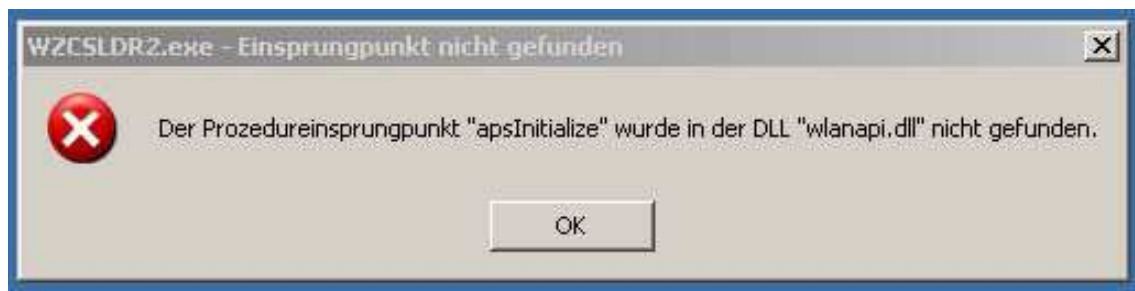 WZCSLDR2.exe - Einsprungpunkt nicht gefunden
Der Prozedureinsprungpunkt "apsInitialize" wurde in der DLL "wlanapi.dll" nicht gefunden.
OK